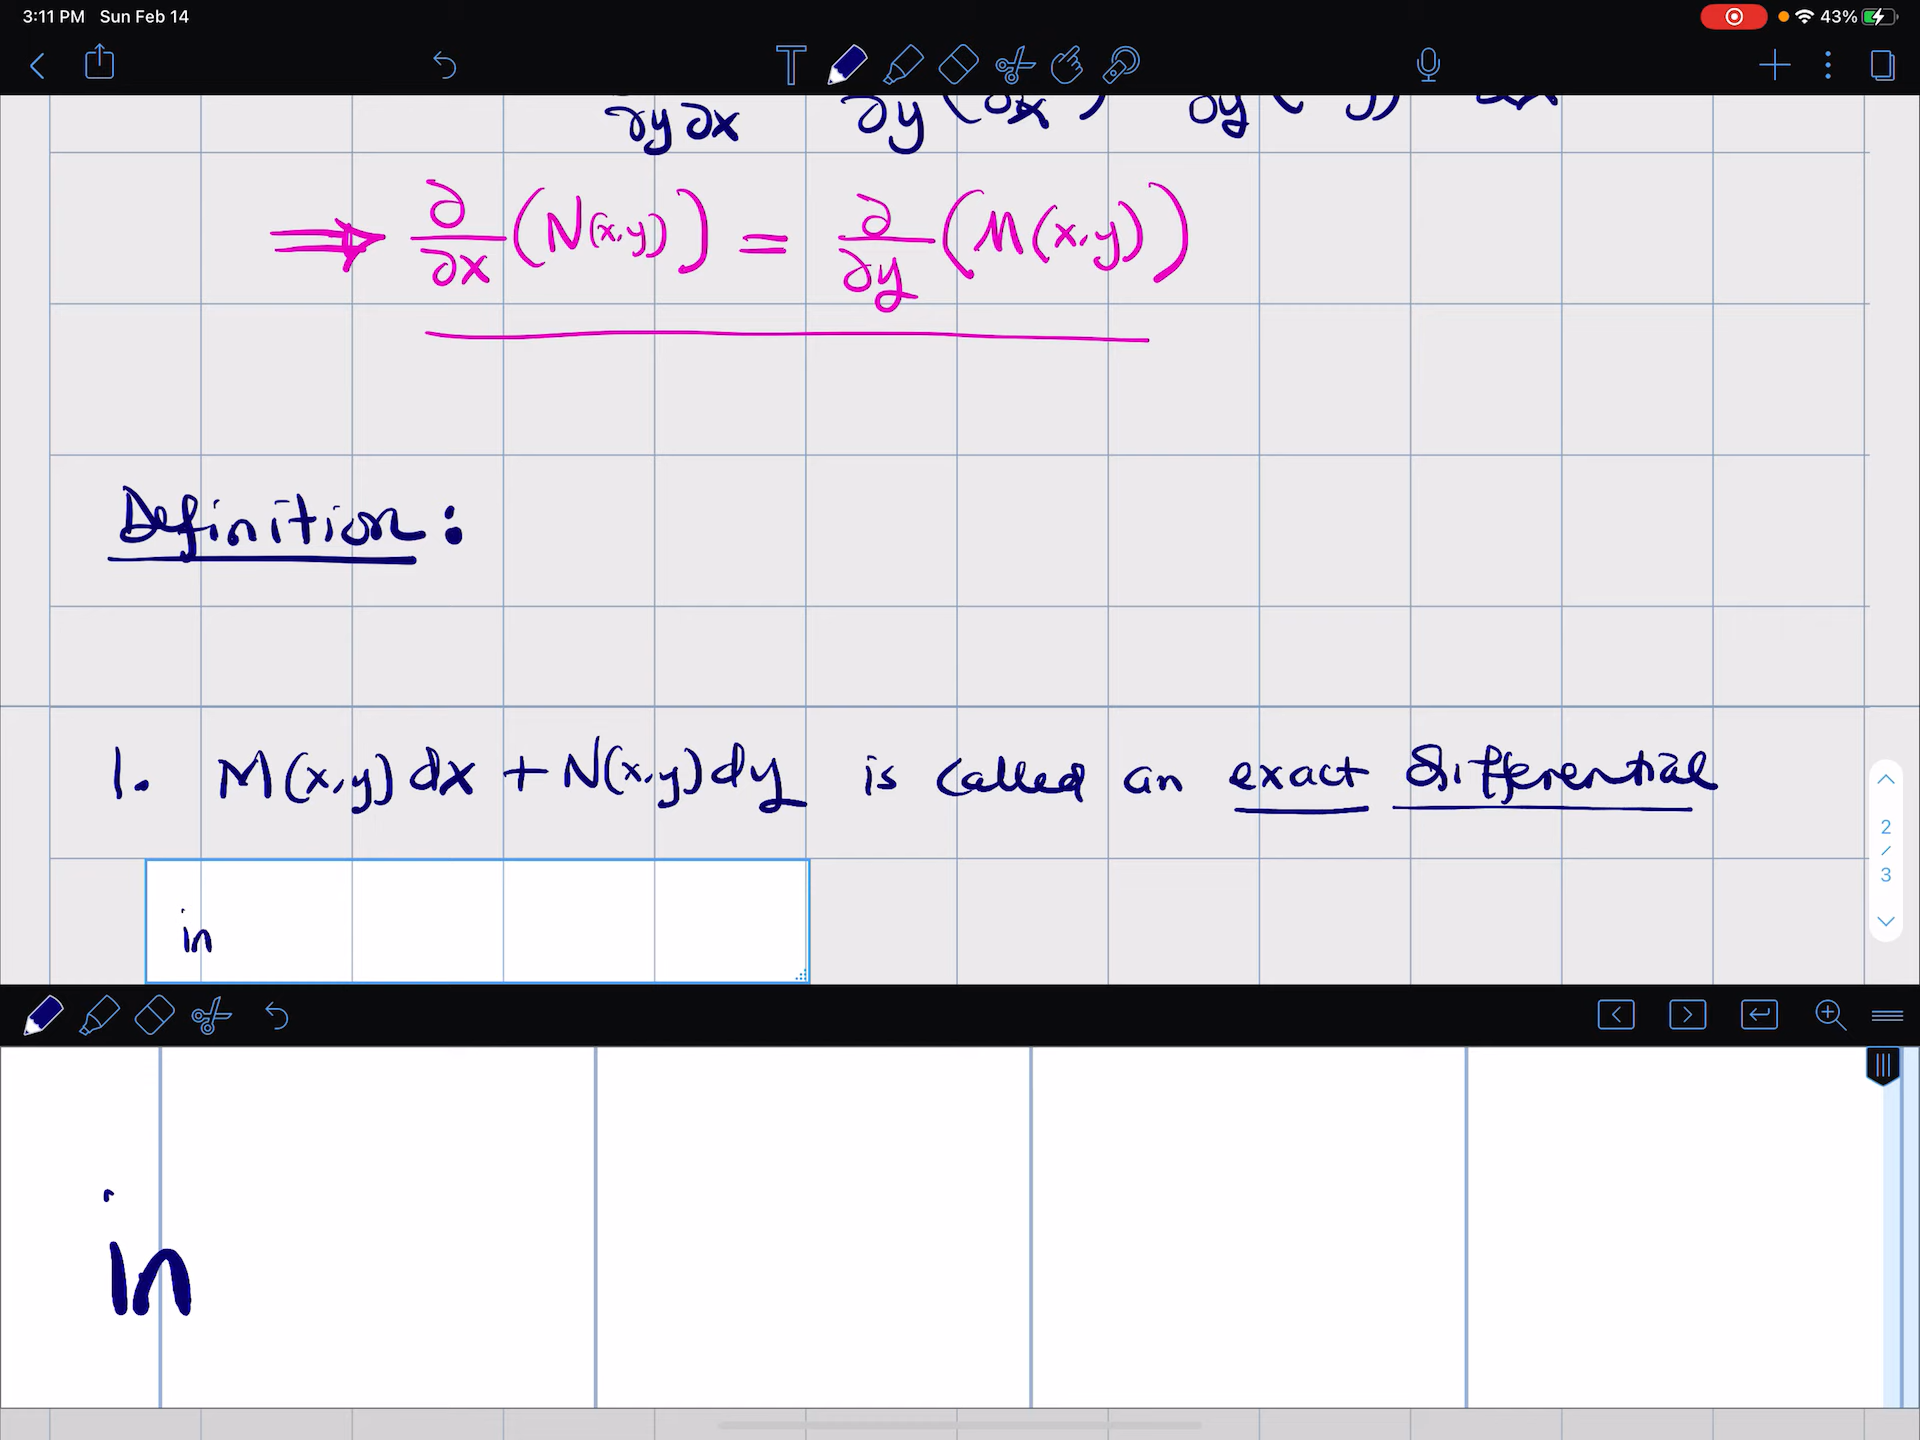 3:11 PM Sun Feb 14 43%
∂y∂x ∂y(∂x) ∂y( y) ∂x
⟹ ∂/∂x (N(x,y)) = ∂/∂y (M(x,y))
Definition:
1. M(x,y)dx + N(x,y)dy is called an exact differential
in
2
/
3
in